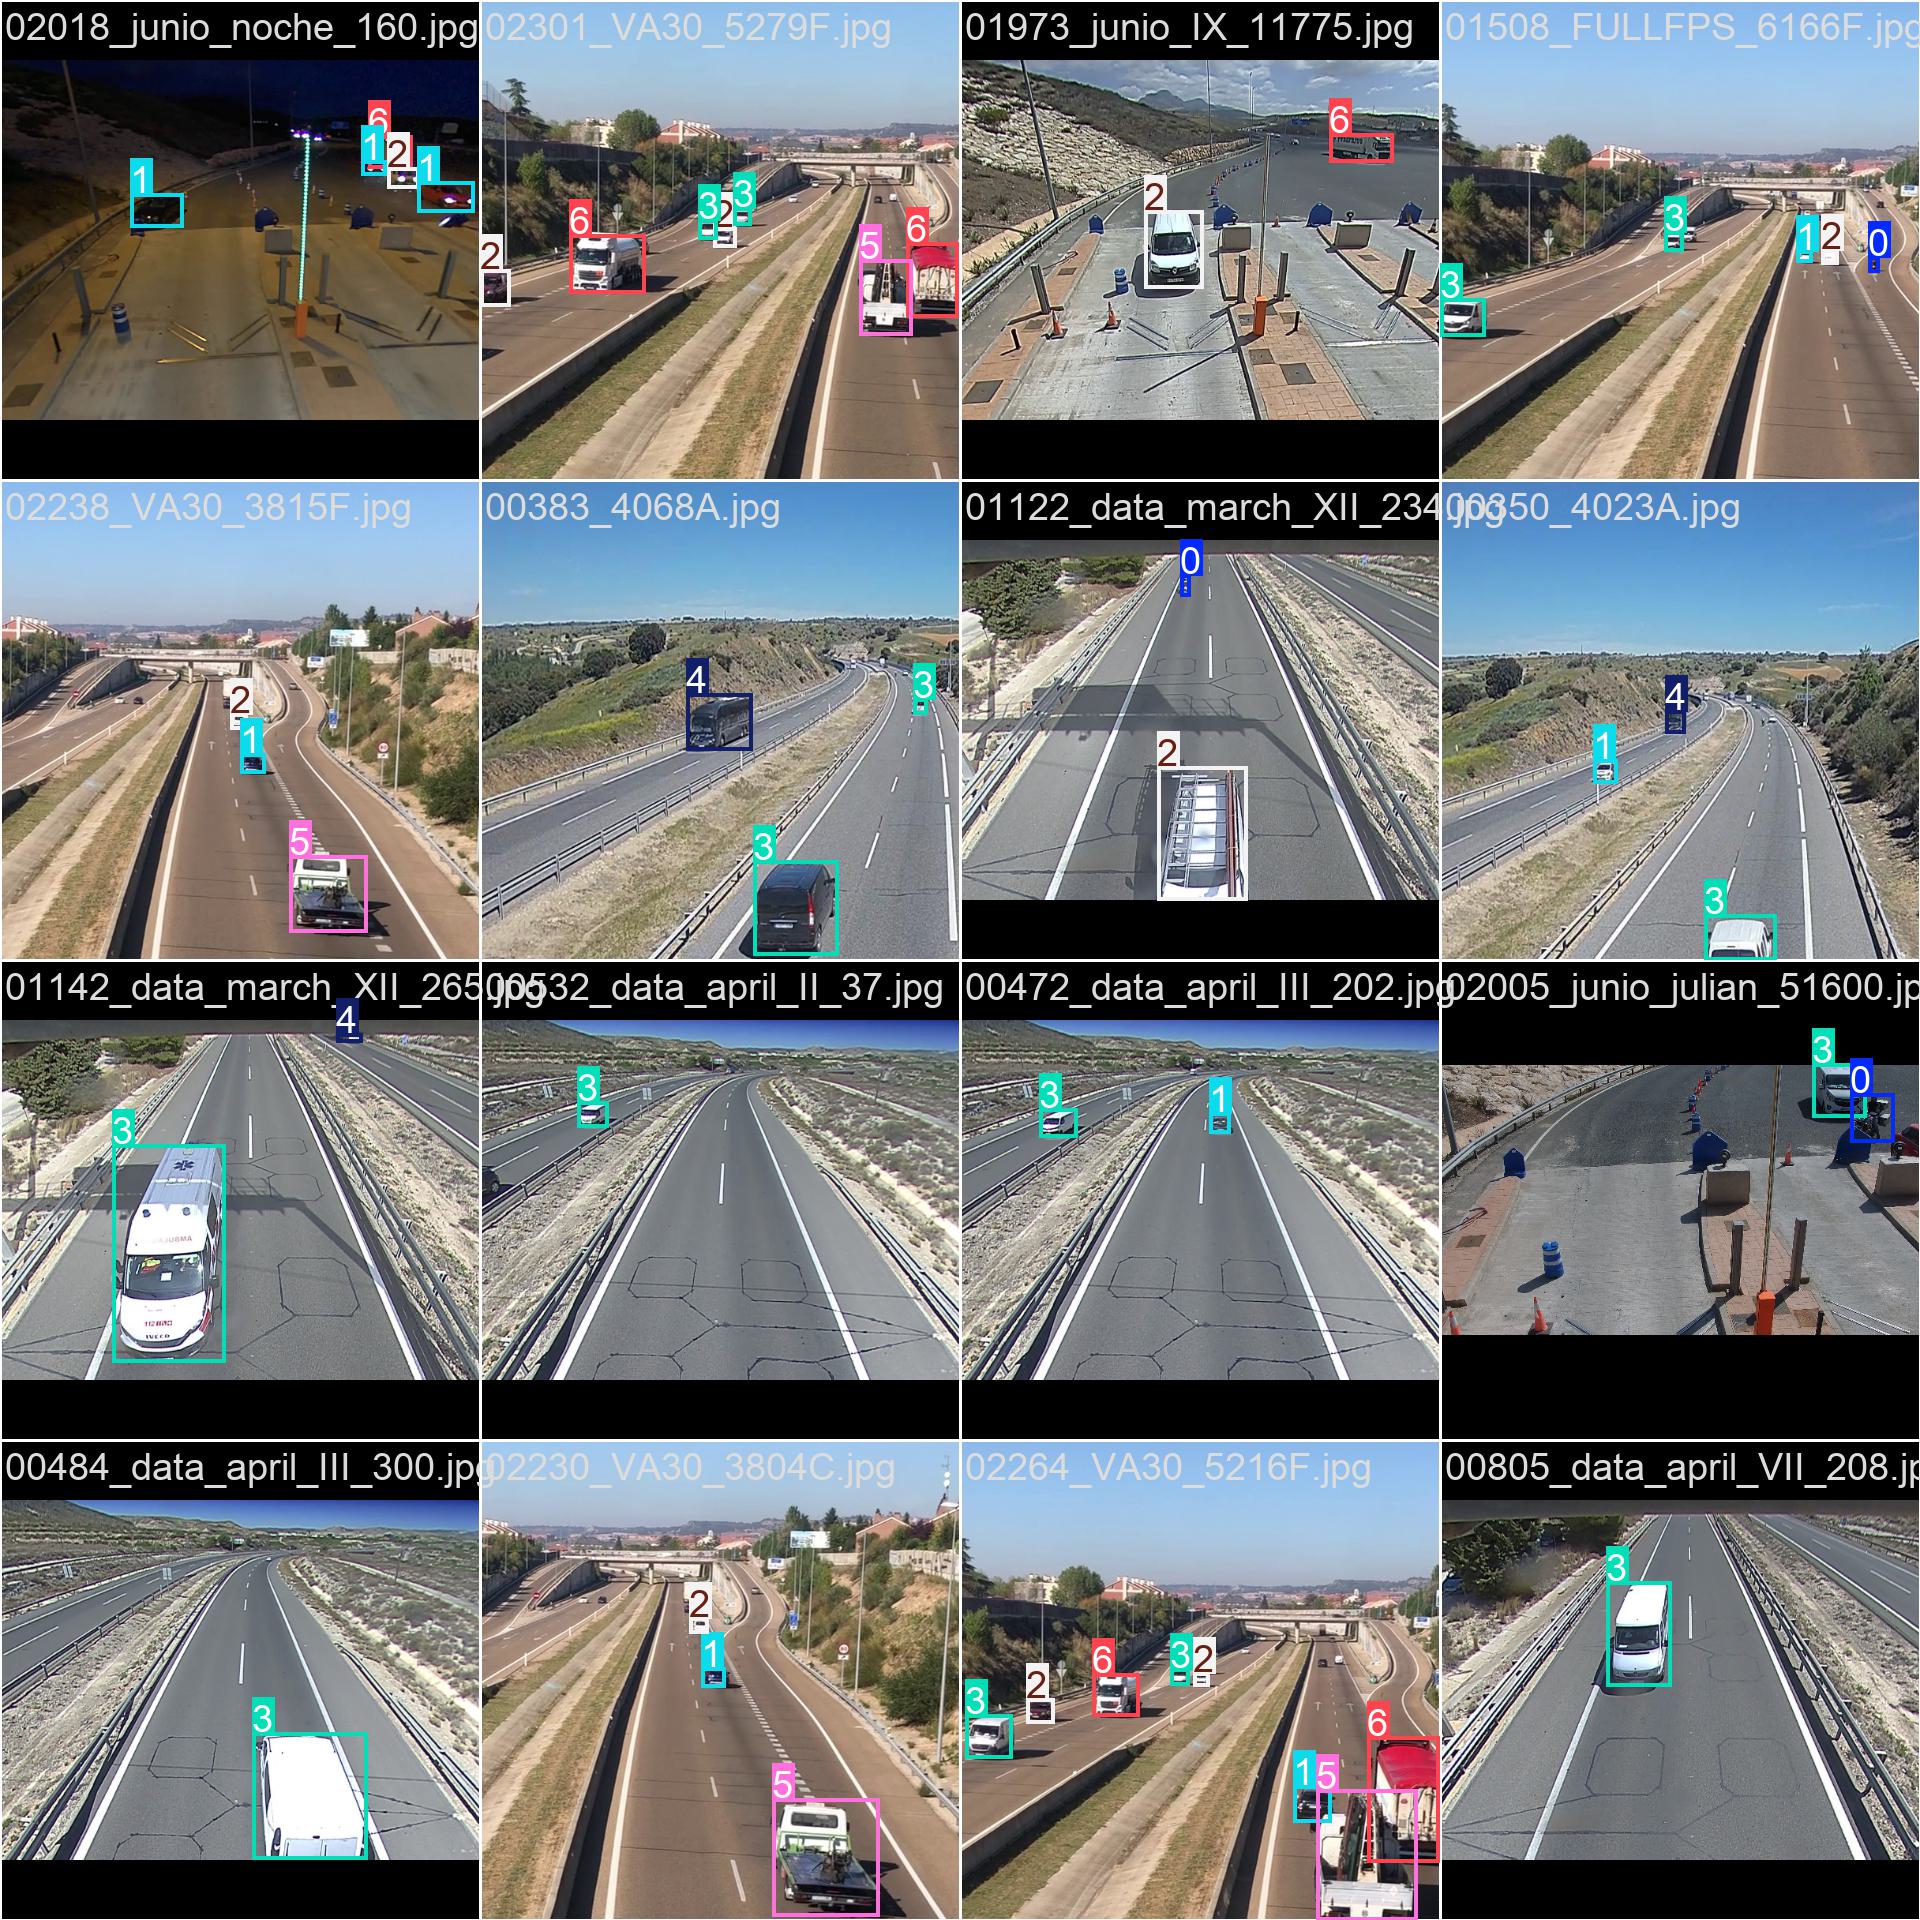 02018_junio_noche_160.jpg
02301_VA30_5279F.jpg
01973_junio_IX_11775.jpg
01508_FULLFPS_6166F.jpg
6
1
2
1
1
3
3
2
6
6
5
2
6
2
3
1
2
0
3
02238_VA30_3815F.jpg
00383_4068A.jpg
01122_data_march_XII_234.jpg
00350_4023A.jpg
2
1
5
4
3
3
0
2
4
1
3
01142_data_march_XII_265.jpg
00532_data_april_II_37.jpg
00472_data_april_III_202.jpg
02005_junio_julian_51600.jp
4
3
3
3
1
3
0
IVECO
00484_data_april_III_300.jpg
02230_VA30_3804C.jpg
02264_VA30_5216F.jpg
00805_data_april_VII_208.jp
3
2
1
5
3
2
6
3
2
6
1
5
3